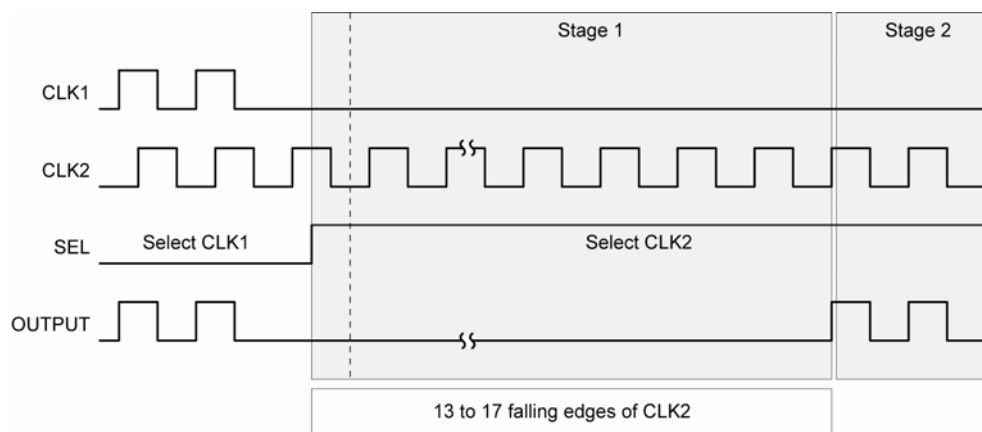 Stage 1
Stage 2
CLK1
CLK2
SEL
Select CLK1
Select CLK2
OUTPUT
13 to 17 falling edges of CLK2